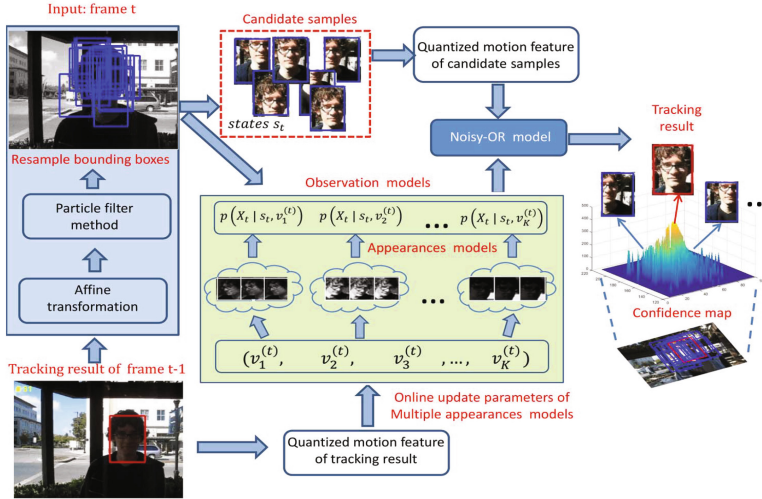 Input: frame t
Resample bounding boxes
Particle filter
method
Affine
transformation
Tracking result of frame t-1
Candidate samples
states s_t
Quantized motion feature
of candidate samples
Noisy-OR model
Tracking
result
Observation models
p(X_t | s_t, v_1^(t)) p(X_t | s_t, v_2^(t)) ... p(X_t | s_t, v_K^(t))
Appearances models
...
(v_1^(t), v_2^(t), v_3^(t), ..., v_K^(t))
Online update parameters of
Multiple appearances models
Quantized motion feature
of tracking result
...
Confidence map